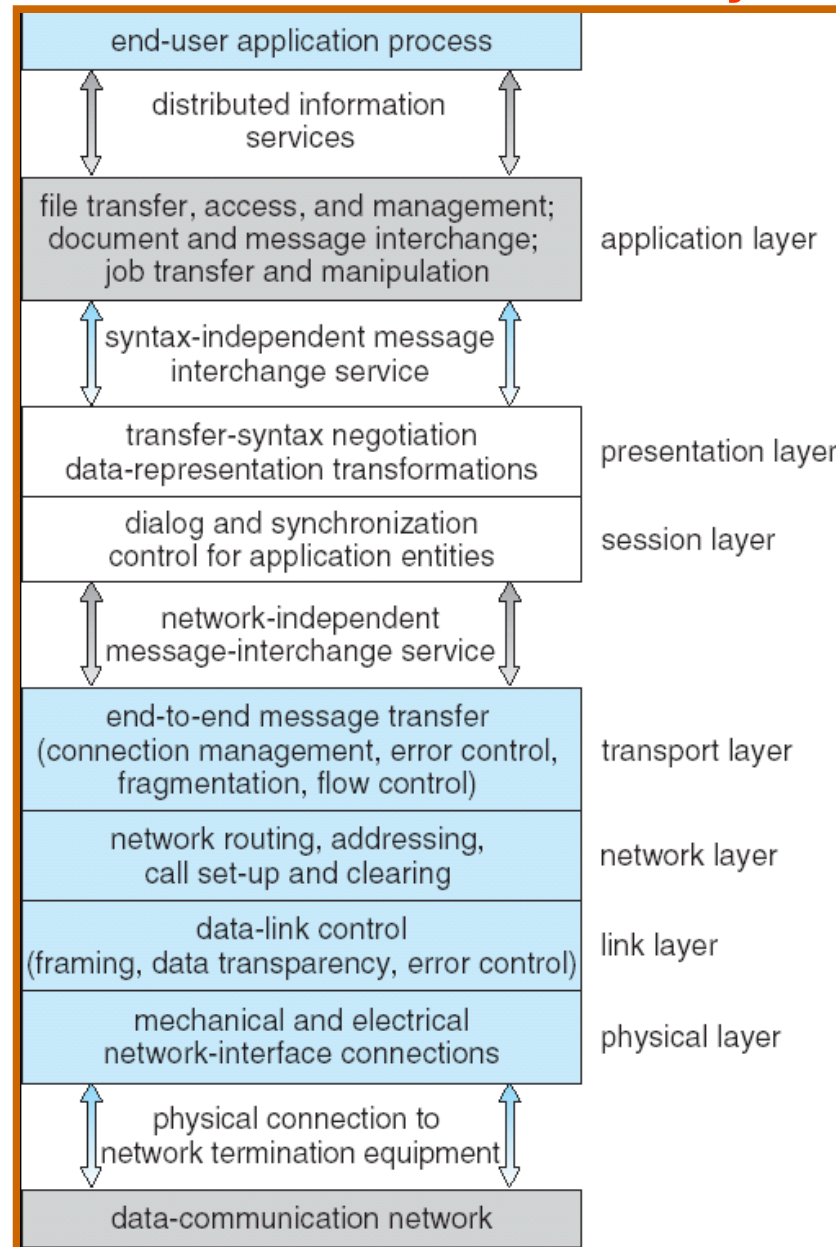 end-user application process
distributed information
services
file transfer, access, and management;
document and message interchange;
job transfer and manipulation
application layer
syntax-independent message
interchange service
transfer-syntax negotiation
data-representation transformations
presentation layer
dialog and synchronization
control for application entities
session layer
network-independent
message-interchange service
end-to-end message transfer
(connection management, error control,
fragmentation, flow control)
transport layer
network routing, addressing,
call set-up and clearing
network layer
data-link control
(framing, data transparency, error control)
link layer
mechanical and electrical
network-interface connections
physical layer
physical connection to
network termination equipment
data-communication network